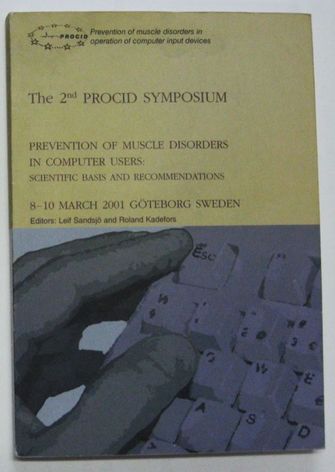 PROCID
Prevention of muscle disorders in
operation of computer input devices
The 2nd PROCID SYMPOSIUM
PREVENTION OF MUSCLE DISORDERS
IN COMPUTER USERS:
SCIENTIFIC BASIS AND RECOMMENDATIONS
8–10 MARCH 2001 GÖTEBORG SWEDEN
Editors: Leif Sandsjö and Roland Kadefors
Esc
A
S
D